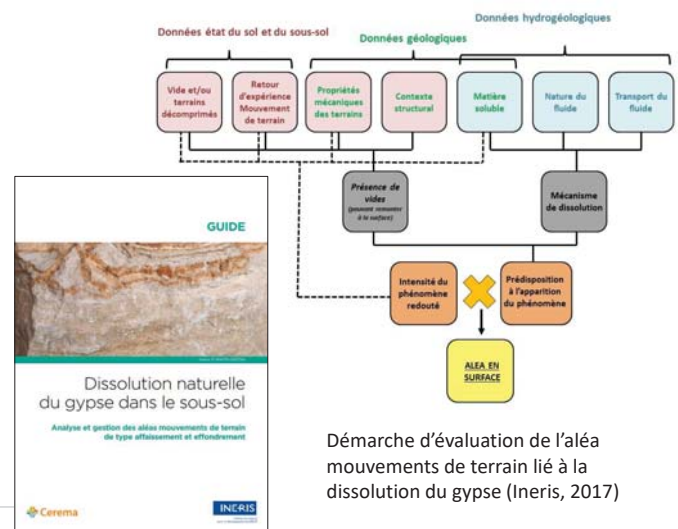 Données hydrogéologiques
Données état du sol et du sous-sol
Données géologiques
Vide et/ou
terrains
décomprimés
Retour
d'expérience
Mouvement
de terrain
Propriétés
mécaniques
des terrains
Contexte
structural
Matière
soluble
Nature du
fluide
Transport du
fluide
Présence de
vides
(pouvant remonter
à la surface)
Mécanisme
de dissolution
Intensité du
phénomène
redouté
Prédisposition
à l'apparition
du phénomène
ALEA EN
SURFACE
GUIDE
Dissolution naturelle
du gypse dans le sous-sol
Analyse et gestion des aléas mouvements de terrain
de type affaissement et effondrement
Cerema
INERIS
Démarche d'évaluation de l'aléa
mouvements de terrain lié à la
dissolution du gypse (Ineris, 2017)